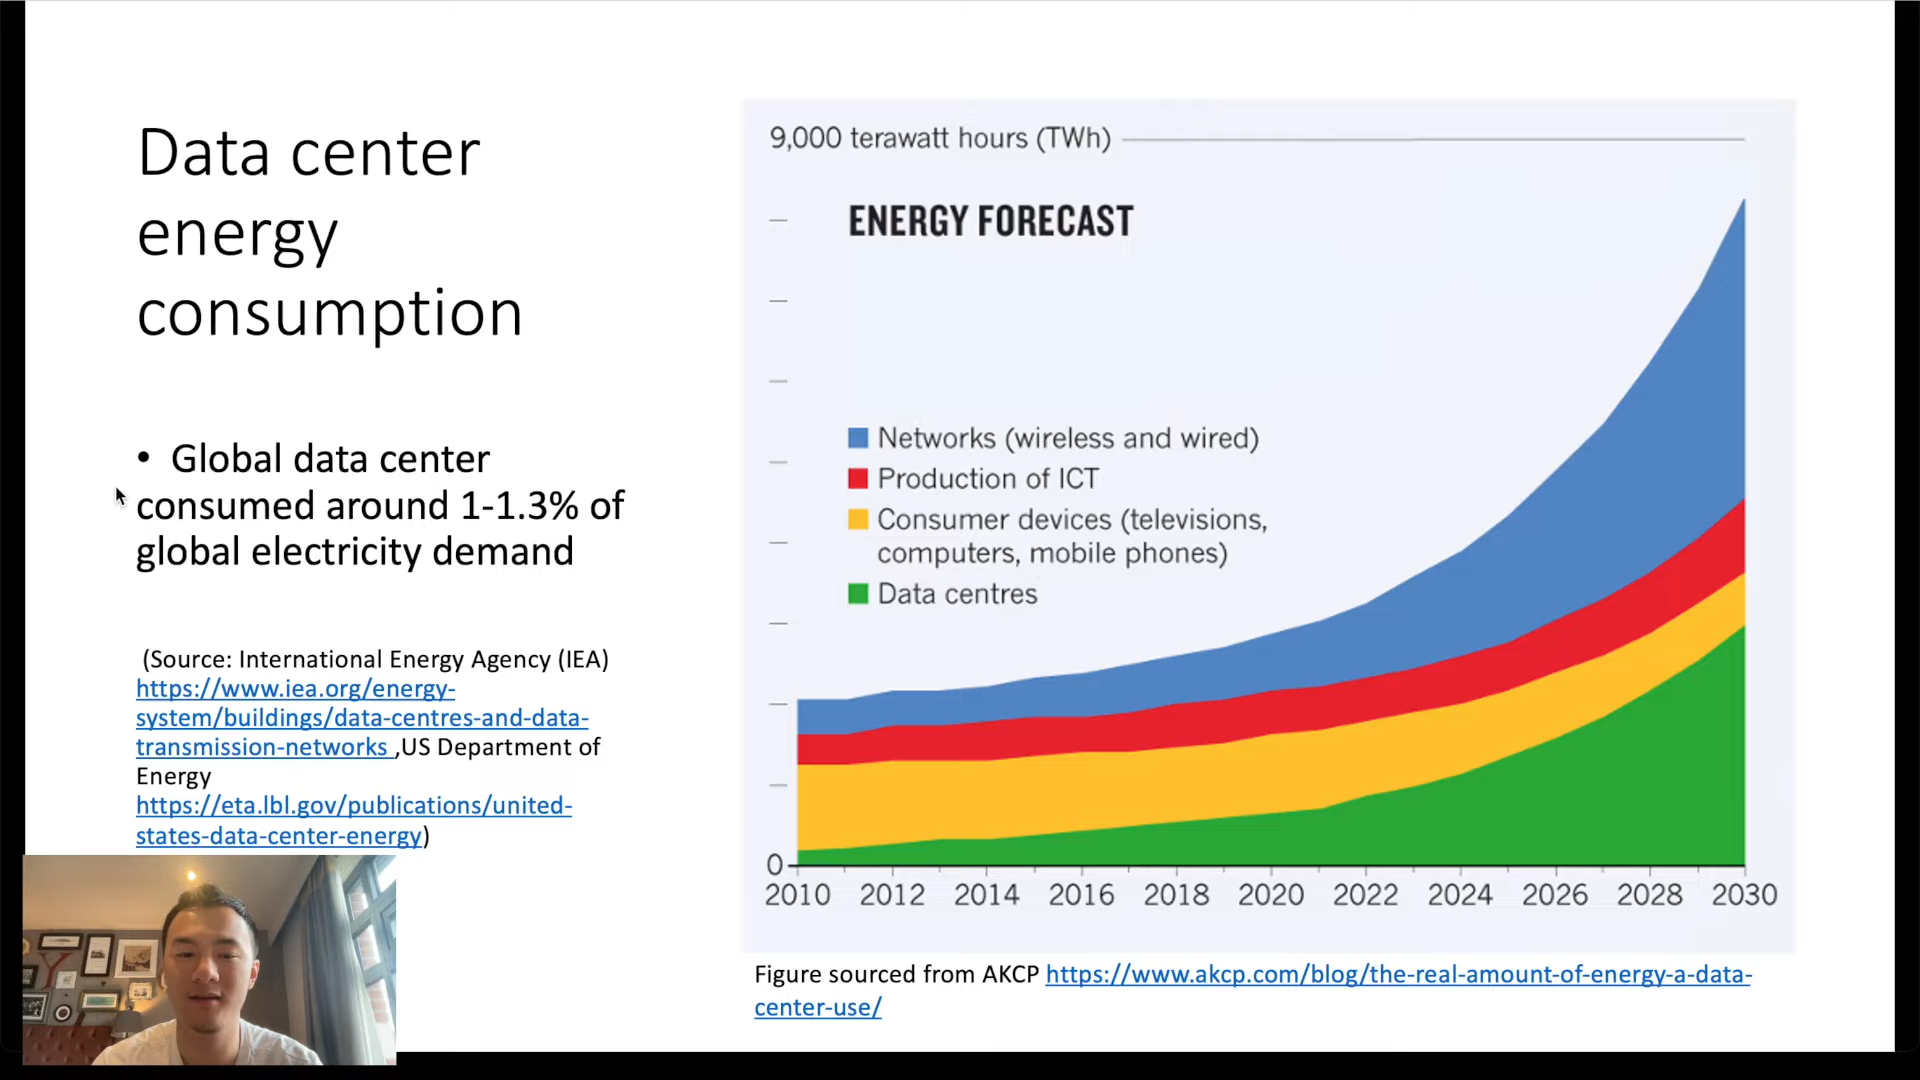 Data center
energy
consumption
• Global data center
consumed around 1-1.3% of
global electricity demand
(Source: International Energy Agency (IEA)
https://www.iea.org/energy-
system/buildings/data-centres-and-data-
transmission-networks ,US Department of
Energy
https://eta.lbl.gov/publications/united-
states-data-center-energy)
9,000 terawatt hours (TWh)
ENERGY FORECAST
Networks (wireless and wired)
Production of ICT
Consumer devices (televisions,
computers, mobile phones)
Data centres
0
2010 2012 2014 2016 2018 2020 2022 2024 2026 2028 2030
Figure sourced from AKCP https://www.akcp.com/blog/the-real-amount-of-energy-a-data-
center-use/